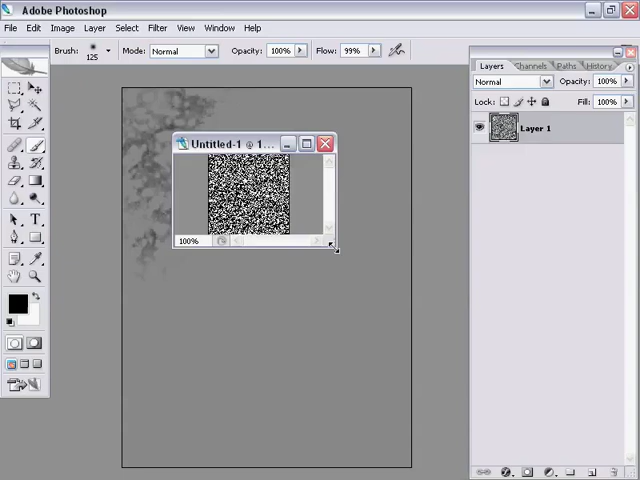 Adobe Photoshop
File Edit Image Layer Select Filter View Window Help
Brush: 125 Mode: Normal Opacity: 100% Flow: 99%
Layers Channels Paths History
Normal Opacity: 100%
Lock: Fill: 100%
Layer 1
Untitled-1 @ 1...
100%
T